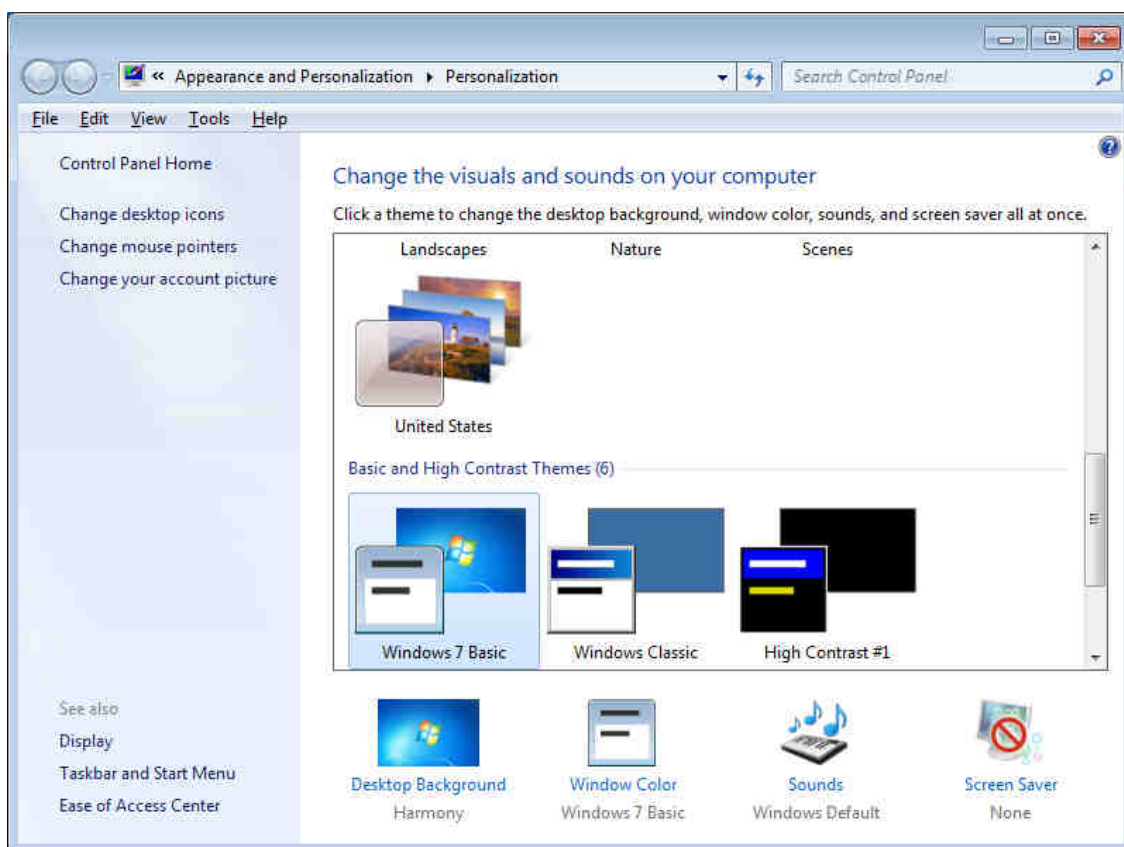 « Appearance and Personalization ▸ Personalization
Search Control Panel
File Edit View Tools Help
Control Panel Home
Change desktop icons
Change mouse pointers
Change your account picture
Change the visuals and sounds on your computer
Click a theme to change the desktop background, window color, sounds, and screen saver all at once.
Landscapes Nature Scenes
United States
Basic and High Contrast Themes (6)
Windows 7 Basic Windows Classic High Contrast #1
See also
Display
Taskbar and Start Menu
Ease of Access Center
Desktop Background Window Color Sounds Screen Saver
Harmony Windows 7 Basic Windows Default None